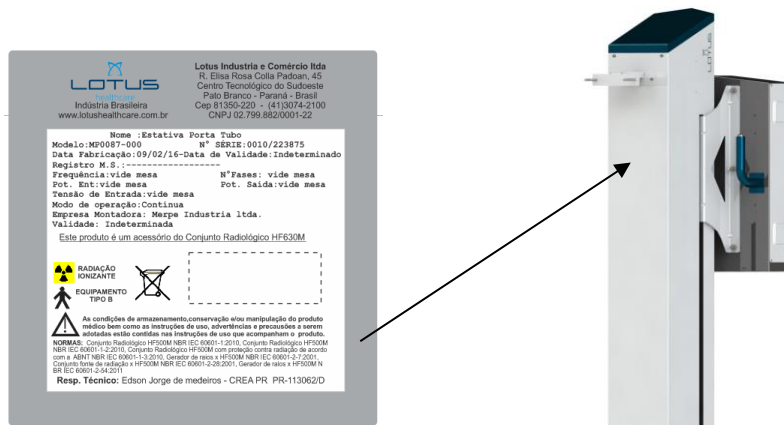 LOTUS
healthcare
Indústria Brasileira
www.lotushealthcare.com.br
Lotus Industria e Comércio ltda
R. Elisa Rosa Colla Padoan, 45
Centro Tecnológico do Sudoeste
Pato Branco - Paraná - Brasil
Cep 81350-220 - (41)3074-2100
CNPJ 02.799.882/0001-22
Nome :Estativa Porta Tubo
Modelo:MP0087-000 N° SÉRIE:0010/223875
Data Fabricação:09/02/16-Data de Validade:Indeterminado
Registro M.S.:------------------
Frequência:vide mesa N°Fases: vide mesa
Pot. Ent:vide mesa Pot. Saida:vide mesa
Tensão de Entrada:vide mesa
Modo de operação:Continua
Empresa Montadora: Merpe Industria ltda.
Validade: Indeterminada
Este produto é um acessório do Conjunto Radiológico HF630M
RADIAÇÃO
IONIZANTE
EQUIPAMENTO
TIPO B
As condições de armazenamento,conservação e/ou manipulação do produto
médico bem como as instruções de uso, advertências e precausões a serem
adotadas estão contidas nas instruções de uso que acompanham o produto.
NORMAS: Conjunto Radiológico HF500M NBR IEC 60601-1:2010, Conjunto Radiológico HF500M
NBR IEC 60601-1-2:2010, Conjunto Radiológico HF500M com proteção contra radiação de acordo
com a ABNT NBR IEC 60601-1-3:2010, Gerador de raios x HF500M NBR IEC 60601-2-7:2001,
Conjunto fonte de radiação x HF500M NBR IEC 60601-2-28:2001, Gerador de raios x HF500M N
BR IEC 60601-2-54:2011
Resp. Técnico: Edson Jorge de medeiros - CREA PR PR-113062/D
LOTUS